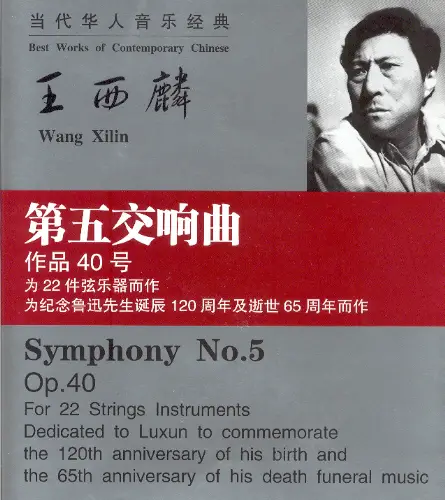 当代华人音乐经典
Best Works of Contemporary Chinese
王西麟
Wang Xilin
第五交响曲
作品 40 号
为 22 件弦乐器而作
为纪念鲁迅先生诞辰 120 周年及逝世 65 周年而作
Symphony No.5
Op.40
For 22 Strings Instruments
Dedicated to Luxun to commemorate
the 120th anniversary of his birth and
the 65th anniversary of his death funeral music